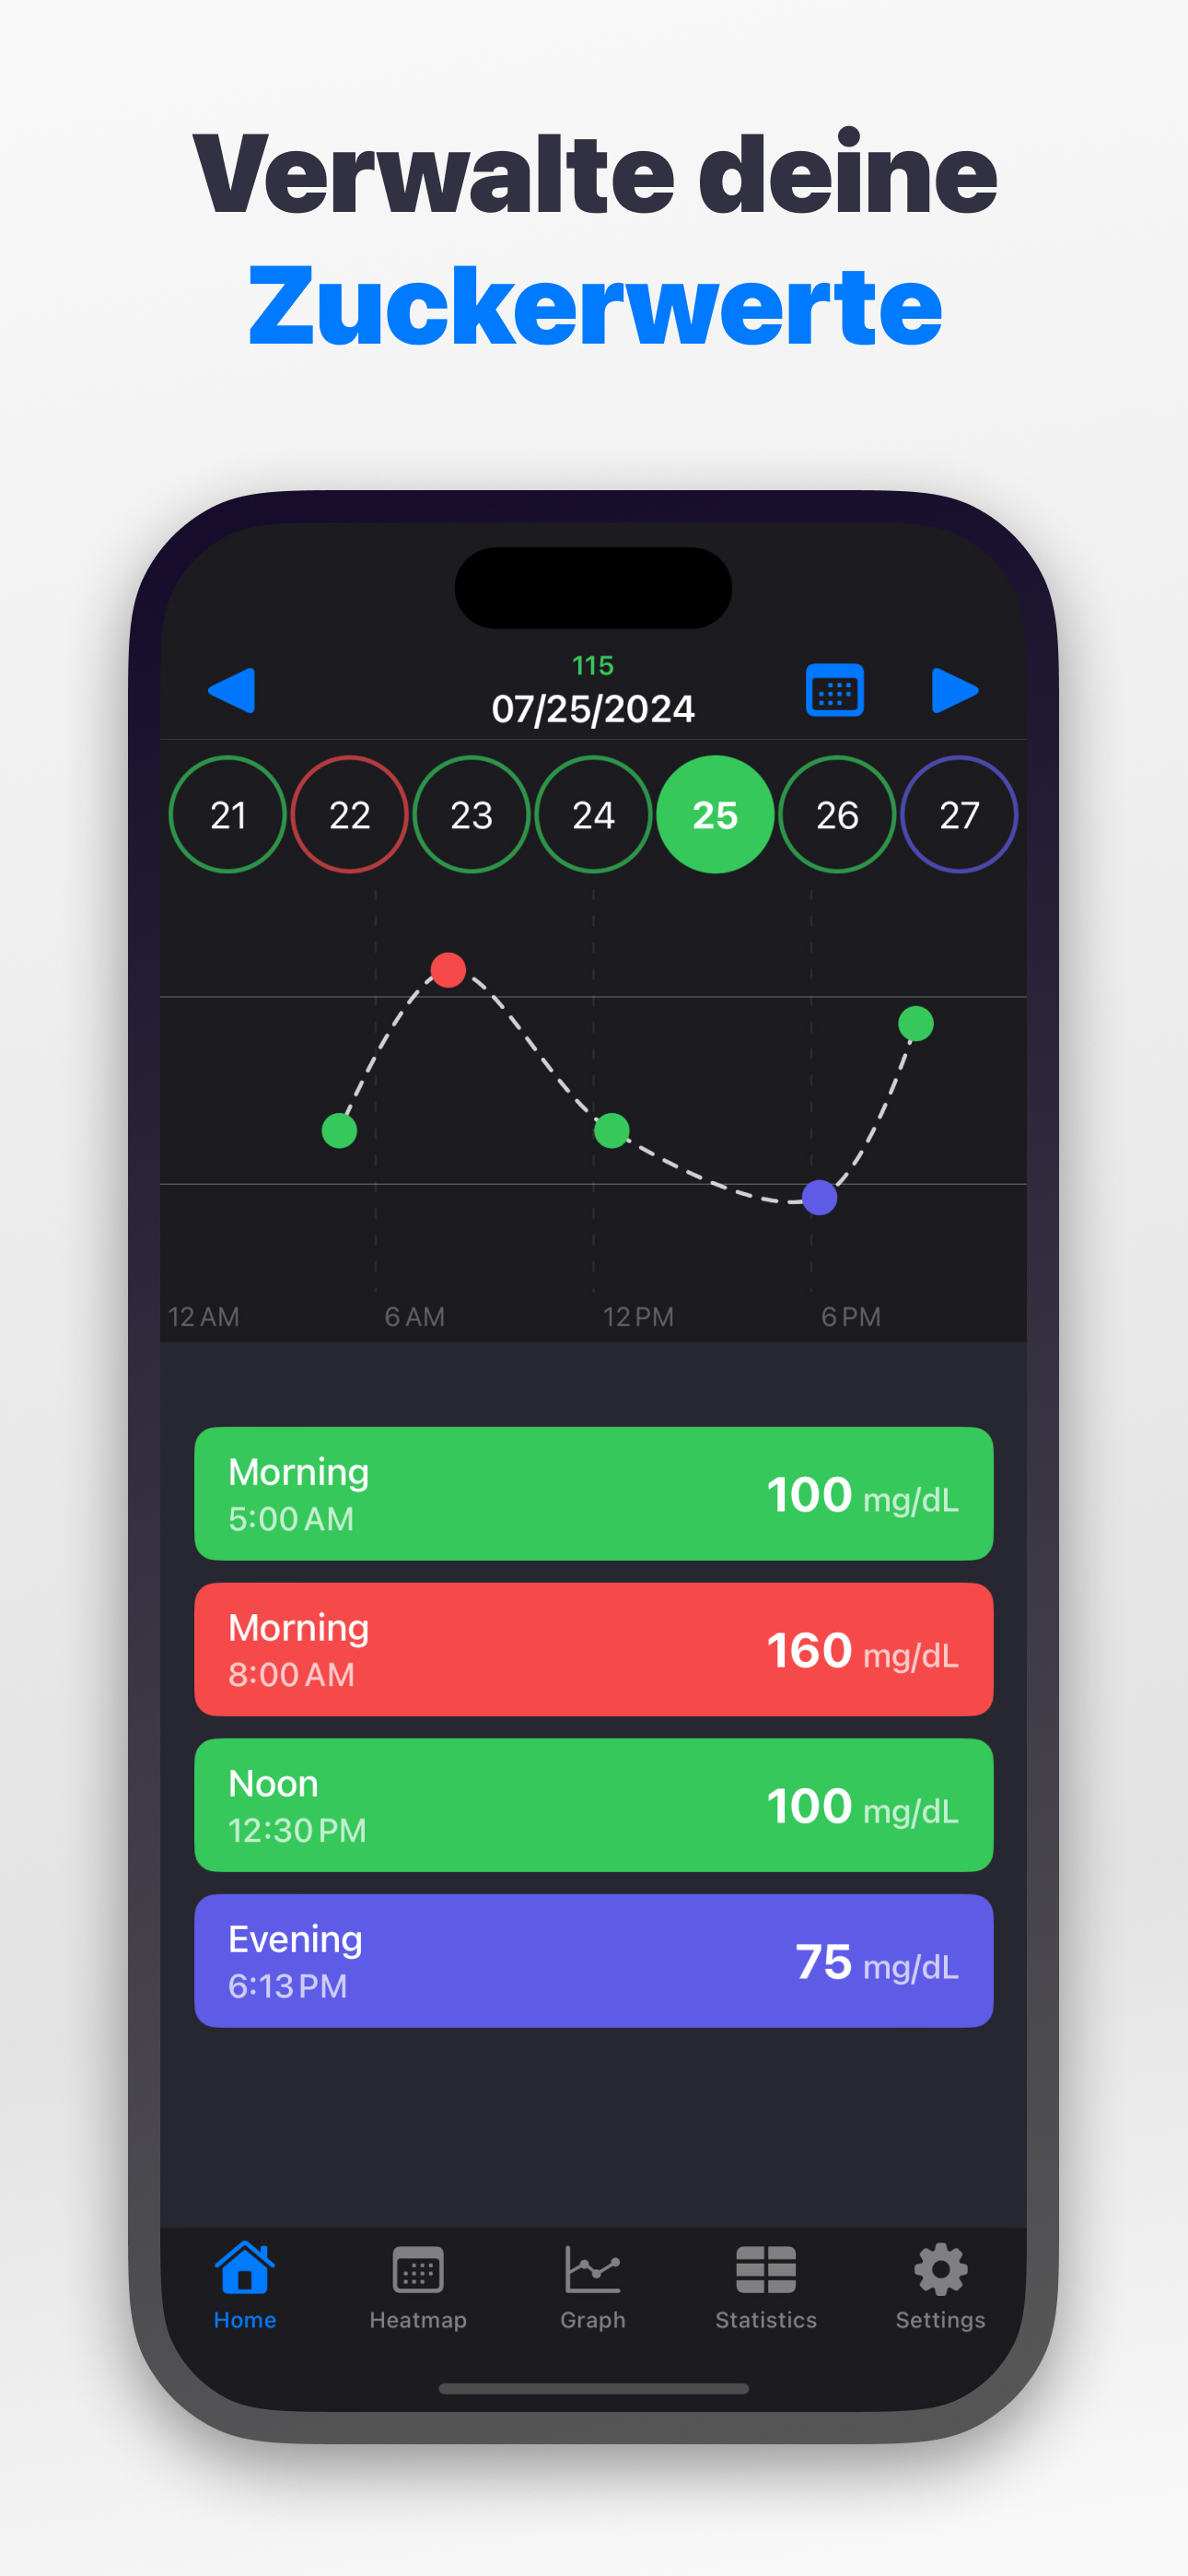 Verwalte deine
Zuckerwerte
115
07/25/2024
21 22 23 24 25 26 27
12 AM 6 AM 12 PM 6 PM
Morning
5:00 AM
100 mg/dL
Morning
8:00 AM
160 mg/dL
Noon
12:30 PM
100 mg/dL
Evening
6:13 PM
75 mg/dL
Home Heatmap Graph Statistics Settings